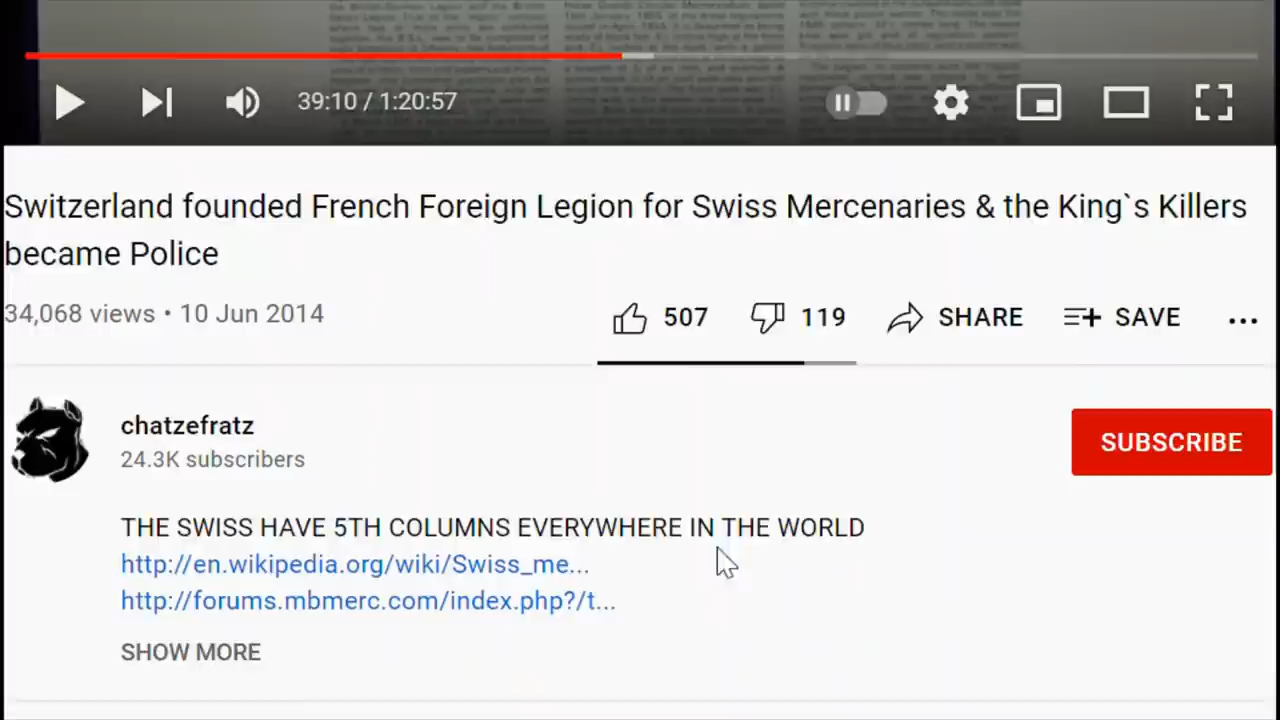 39:10 / 1:20:57
Switzerland founded French Foreign Legion for Swiss Mercenaries & the King`s Killers
became Police
34,068 views • 10 Jun 2014
507
119
SHARE
SAVE
chatzefratz
24.3K subscribers
SUBSCRIBE
THE SWISS HAVE 5TH COLUMNS EVERYWHERE IN THE WORLD
http://en.wikipedia.org/wiki/Swiss_me...
http://forums.mbmerc.com/index.php?/t...
SHOW MORE